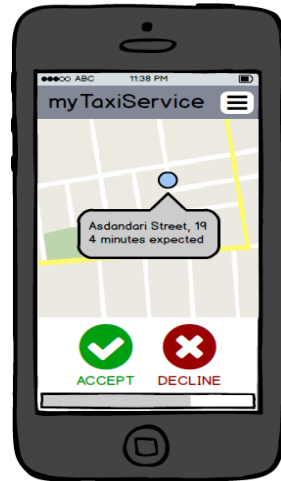 ABC 11:38 PM
myTaxiService
Asdandari Street, 19
4 minutes expected
ACCEPT DECLINE